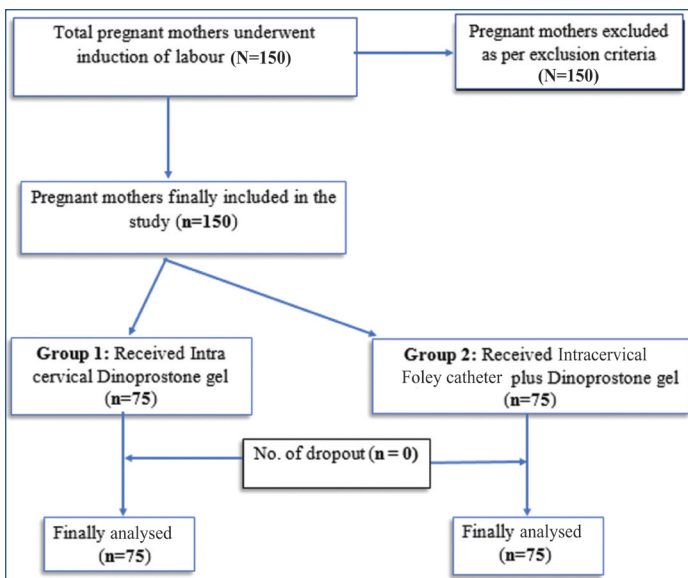 Total pregnant mothers underwent
induction of labour (N=150)
Pregnant mothers excluded
as per exclusion criteria
(N=150)
Pregnant mothers finally included in the
study (n=150)
Group 1: Received Intra
cervical Dinoprostone gel
(n=75)
Group 2: Received Intracervical
Foley catheter plus Dinoprostone gel
(n=75)
No. of dropout (n = 0)
Finally analysed
(n=75)
Finally analysed
(n=75)